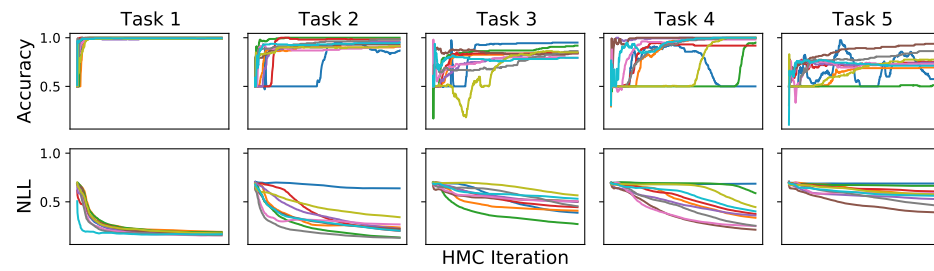 Task 1 Task 2 Task 3 Task 4 Task 5
Accuracy
1.0
0.5
NLL
1.0
0.5
HMC Iteration